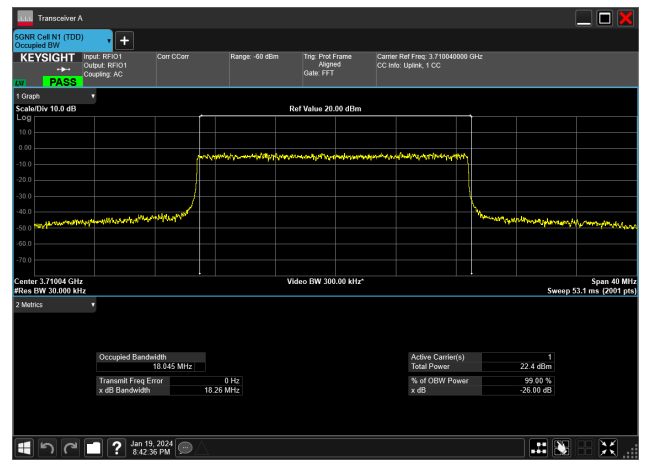 Transceiver A
5GNR Cell N1 (TDD)
Occupied BW
KEYSIGHT
LXI
PASS
Input: RFIO1
Output: RFIO1
Coupling: AC
Corr CCorr
Range: -60 dBm
Trig: Prot Frame
Aligned
Gate: FFT
Carrier Ref Freq: 3.710040000 GHz
CC Info: Uplink, 1 CC
1 Graph
Scale/Div 10.0 dB
Ref Value 20.00 dBm
Log
10.0
0.00
-10.0
-20.0
-30.0
-40.0
-50.0
-60.0
-70.0
Center 3.71004 GHz
Video BW 300.00 kHz*
Span 40 MHz
#Res BW 30.000 kHz
Sweep 53.1 ms (2001 pts)
2 Metrics
Occupied Bandwidth
18.045 MHz
Active Carrier(s) 1
Total Power 22.4 dBm
Transmit Freq Error 0 Hz
x dB Bandwidth 18.26 MHz
% of OBW Power 99.00 %
x dB -26.00 dB
Jan 19, 2024
8:42:36 PM